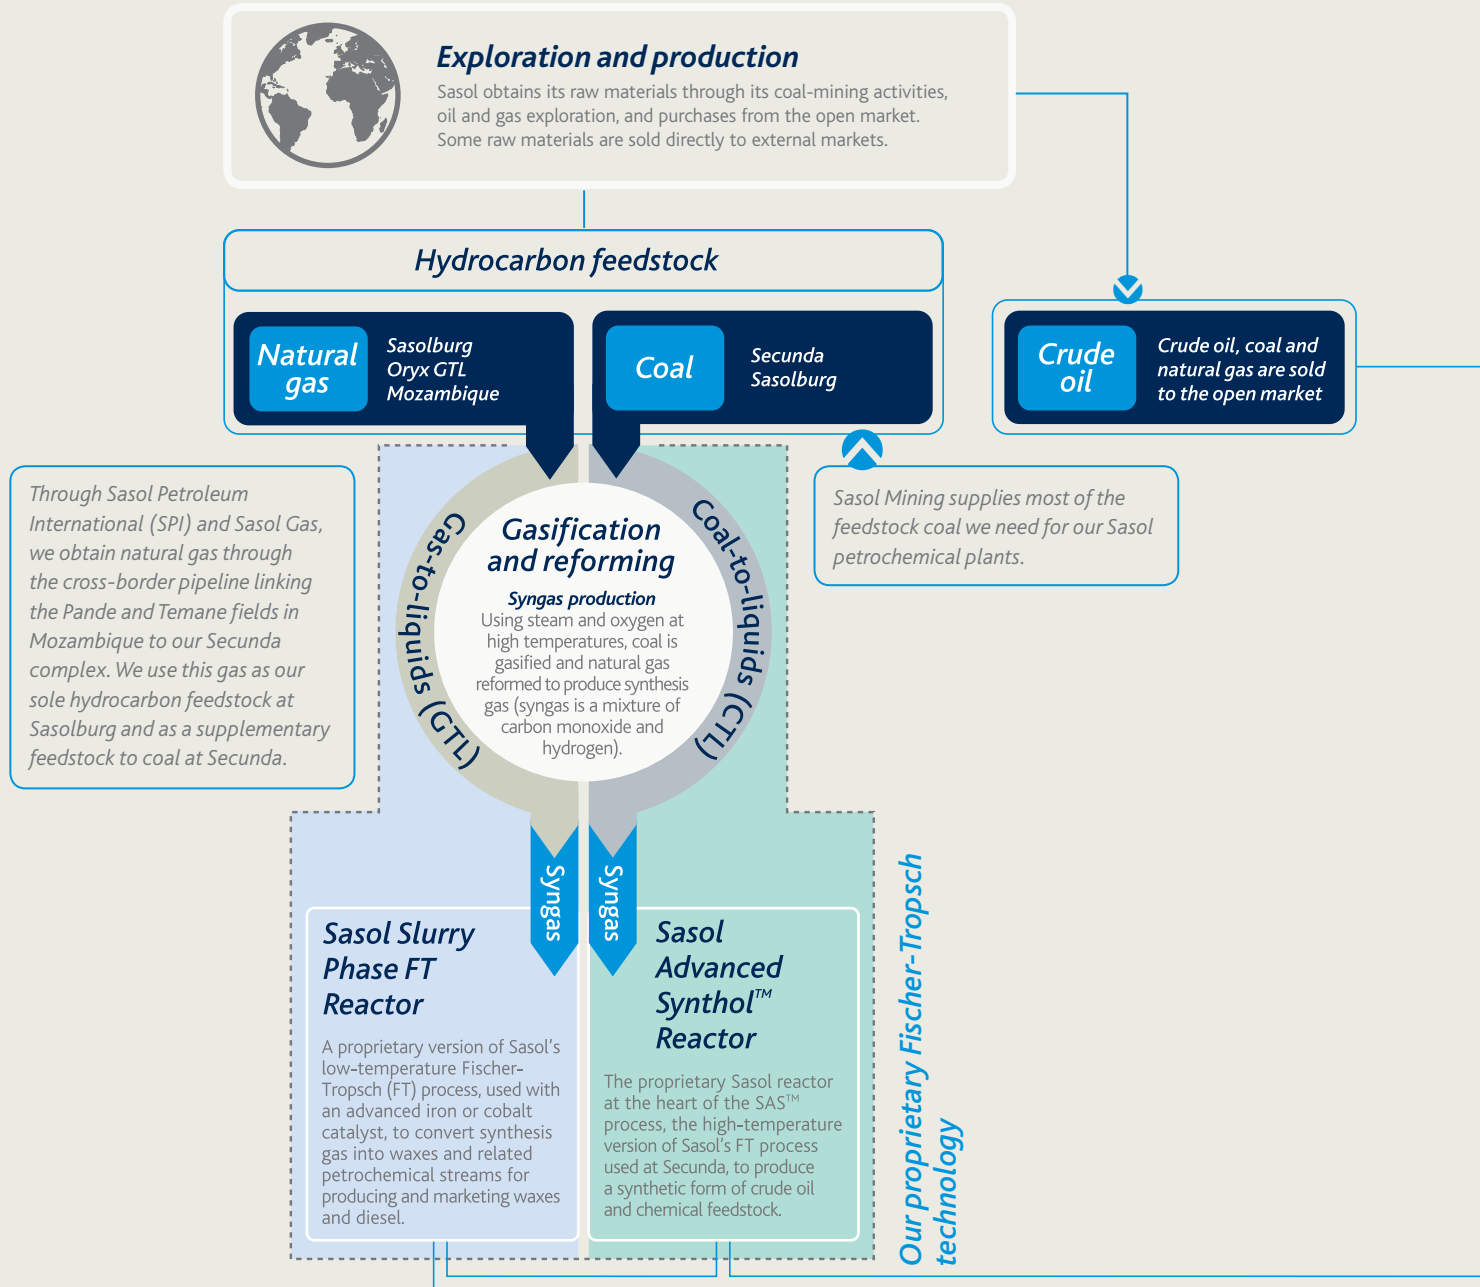 Exploration and production
Sasol obtains its raw materials through its coal-mining activities,
oil and gas exploration, and purchases from the open market.
Some raw materials are sold directly to external markets.
Hydrocarbon feedstock
Natural
gas
Sasolburg
Oryx GTL
Mozambique
Coal
Secunda
Sasolburg
Crude
oil
Crude oil, coal and
natural gas are sold
to the open market
Through Sasol Petroleum
International (SPI) and Sasol Gas,
we obtain natural gas through
the cross-border pipeline linking
the Pande and Temane fields in
Mozambique to our Secunda
complex. We use this gas as our
sole hydrocarbon feedstock at
Sasolburg and as a supplementary
feedstock to coal at Secunda.
Gas-to-liquids (GTL)
Gasification
and reforming
Syngas production
Using steam and oxygen at
high temperatures, coal is
gasified and natural gas
reformed to produce synthesis
gas (syngas is a mixture of
carbon monoxide and
hydrogen).
Coal-to-liquids (CTL)
Sasol Mining supplies most of the
feedstock coal we need for our Sasol
petrochemical plants.
Syngas
Syngas
Sasol Slurry
Phase FT
Reactor
A proprietary version of Sasol's
low-temperature Fischer-
Tropsch (FT) process, used with
an advanced iron or cobalt
catalyst, to convert synthesis
gas into waxes and related
petrochemical streams for
producing and marketing waxes
and diesel.
Sasol
Advanced
Synthol™
Reactor
The proprietary Sasol reactor
at the heart of the SAS™
process, the high-temperature
version of Sasol's FT process
used at Secunda, to produce
a synthetic form of crude oil
and chemical feedstock.
Our proprietary Fischer-Tropsch
technology